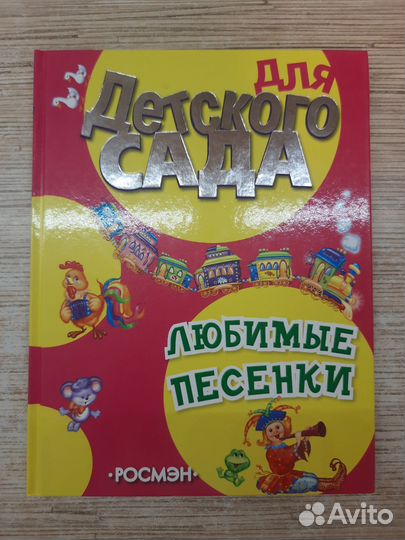 для
Детского
САДА
ЛЮБИМЫЕ
ПЕСЕНКИ
·РОСМЭН·
Avito